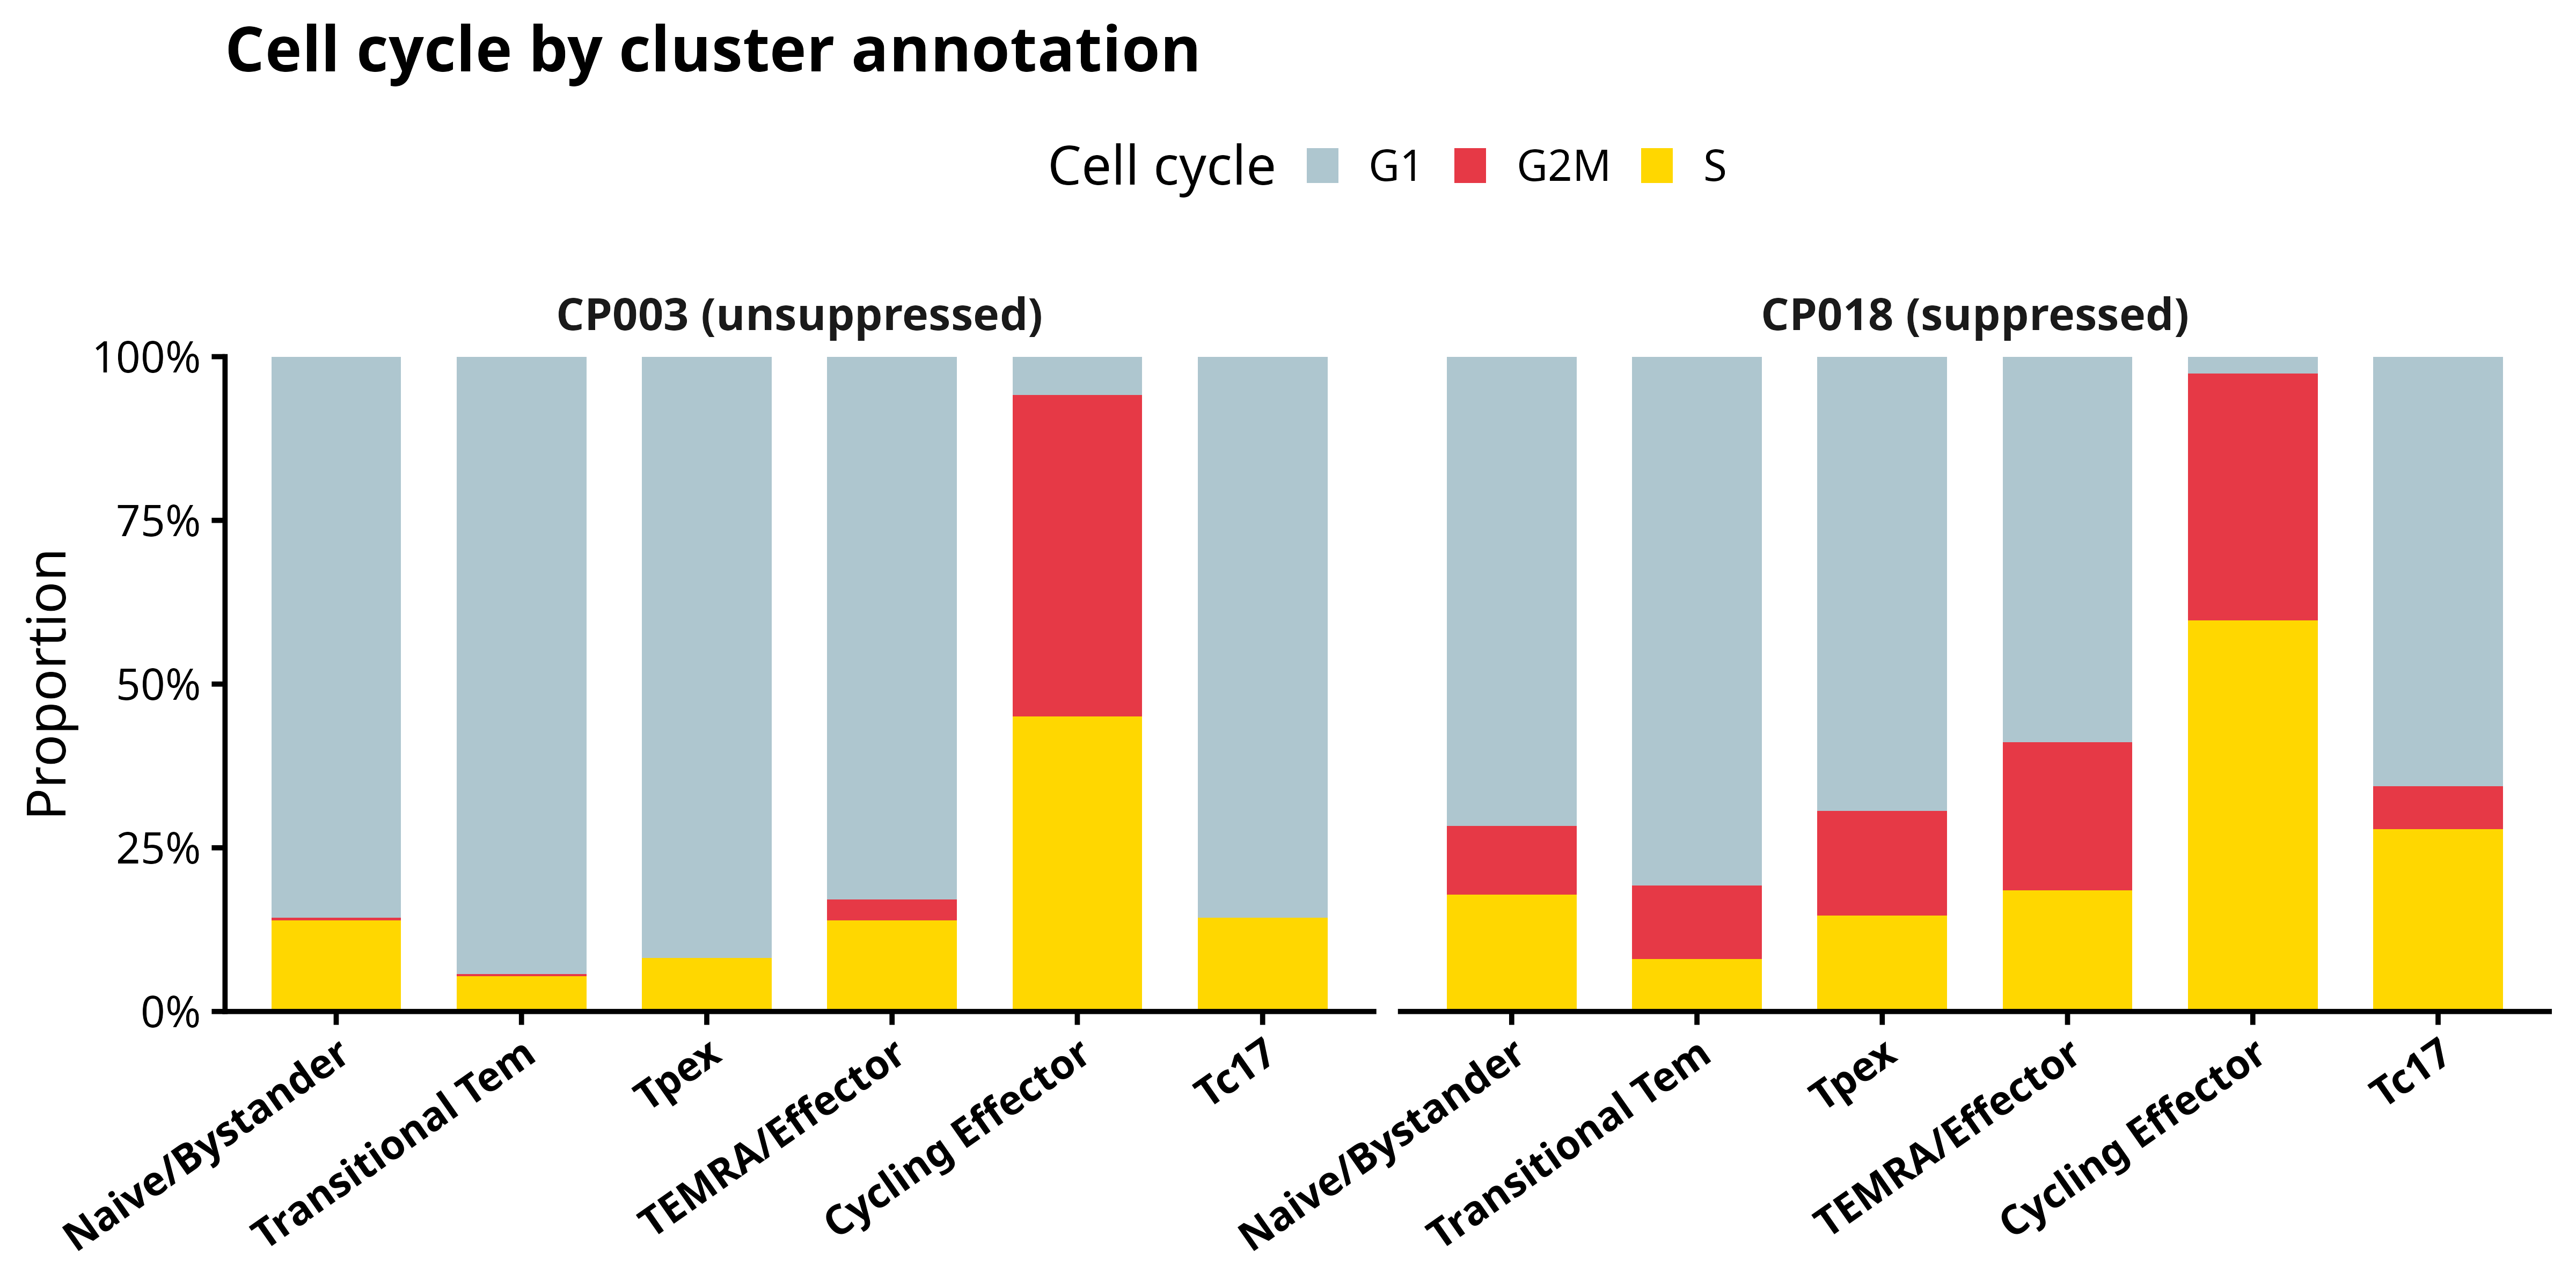 Cell cycle by cluster annotation
Cell cycle G1 G2M S
CP003 (unsuppressed) CP018 (suppressed)
100%
75%
50%
25%
0%
Proportion
Naive/Bystander Transitional Tem Tpex TEMRA/Effector Cycling Effector Tc17 Naive/Bystander Transitional Tem Tpex TEMRA/Effector Cycling Effector Tc17